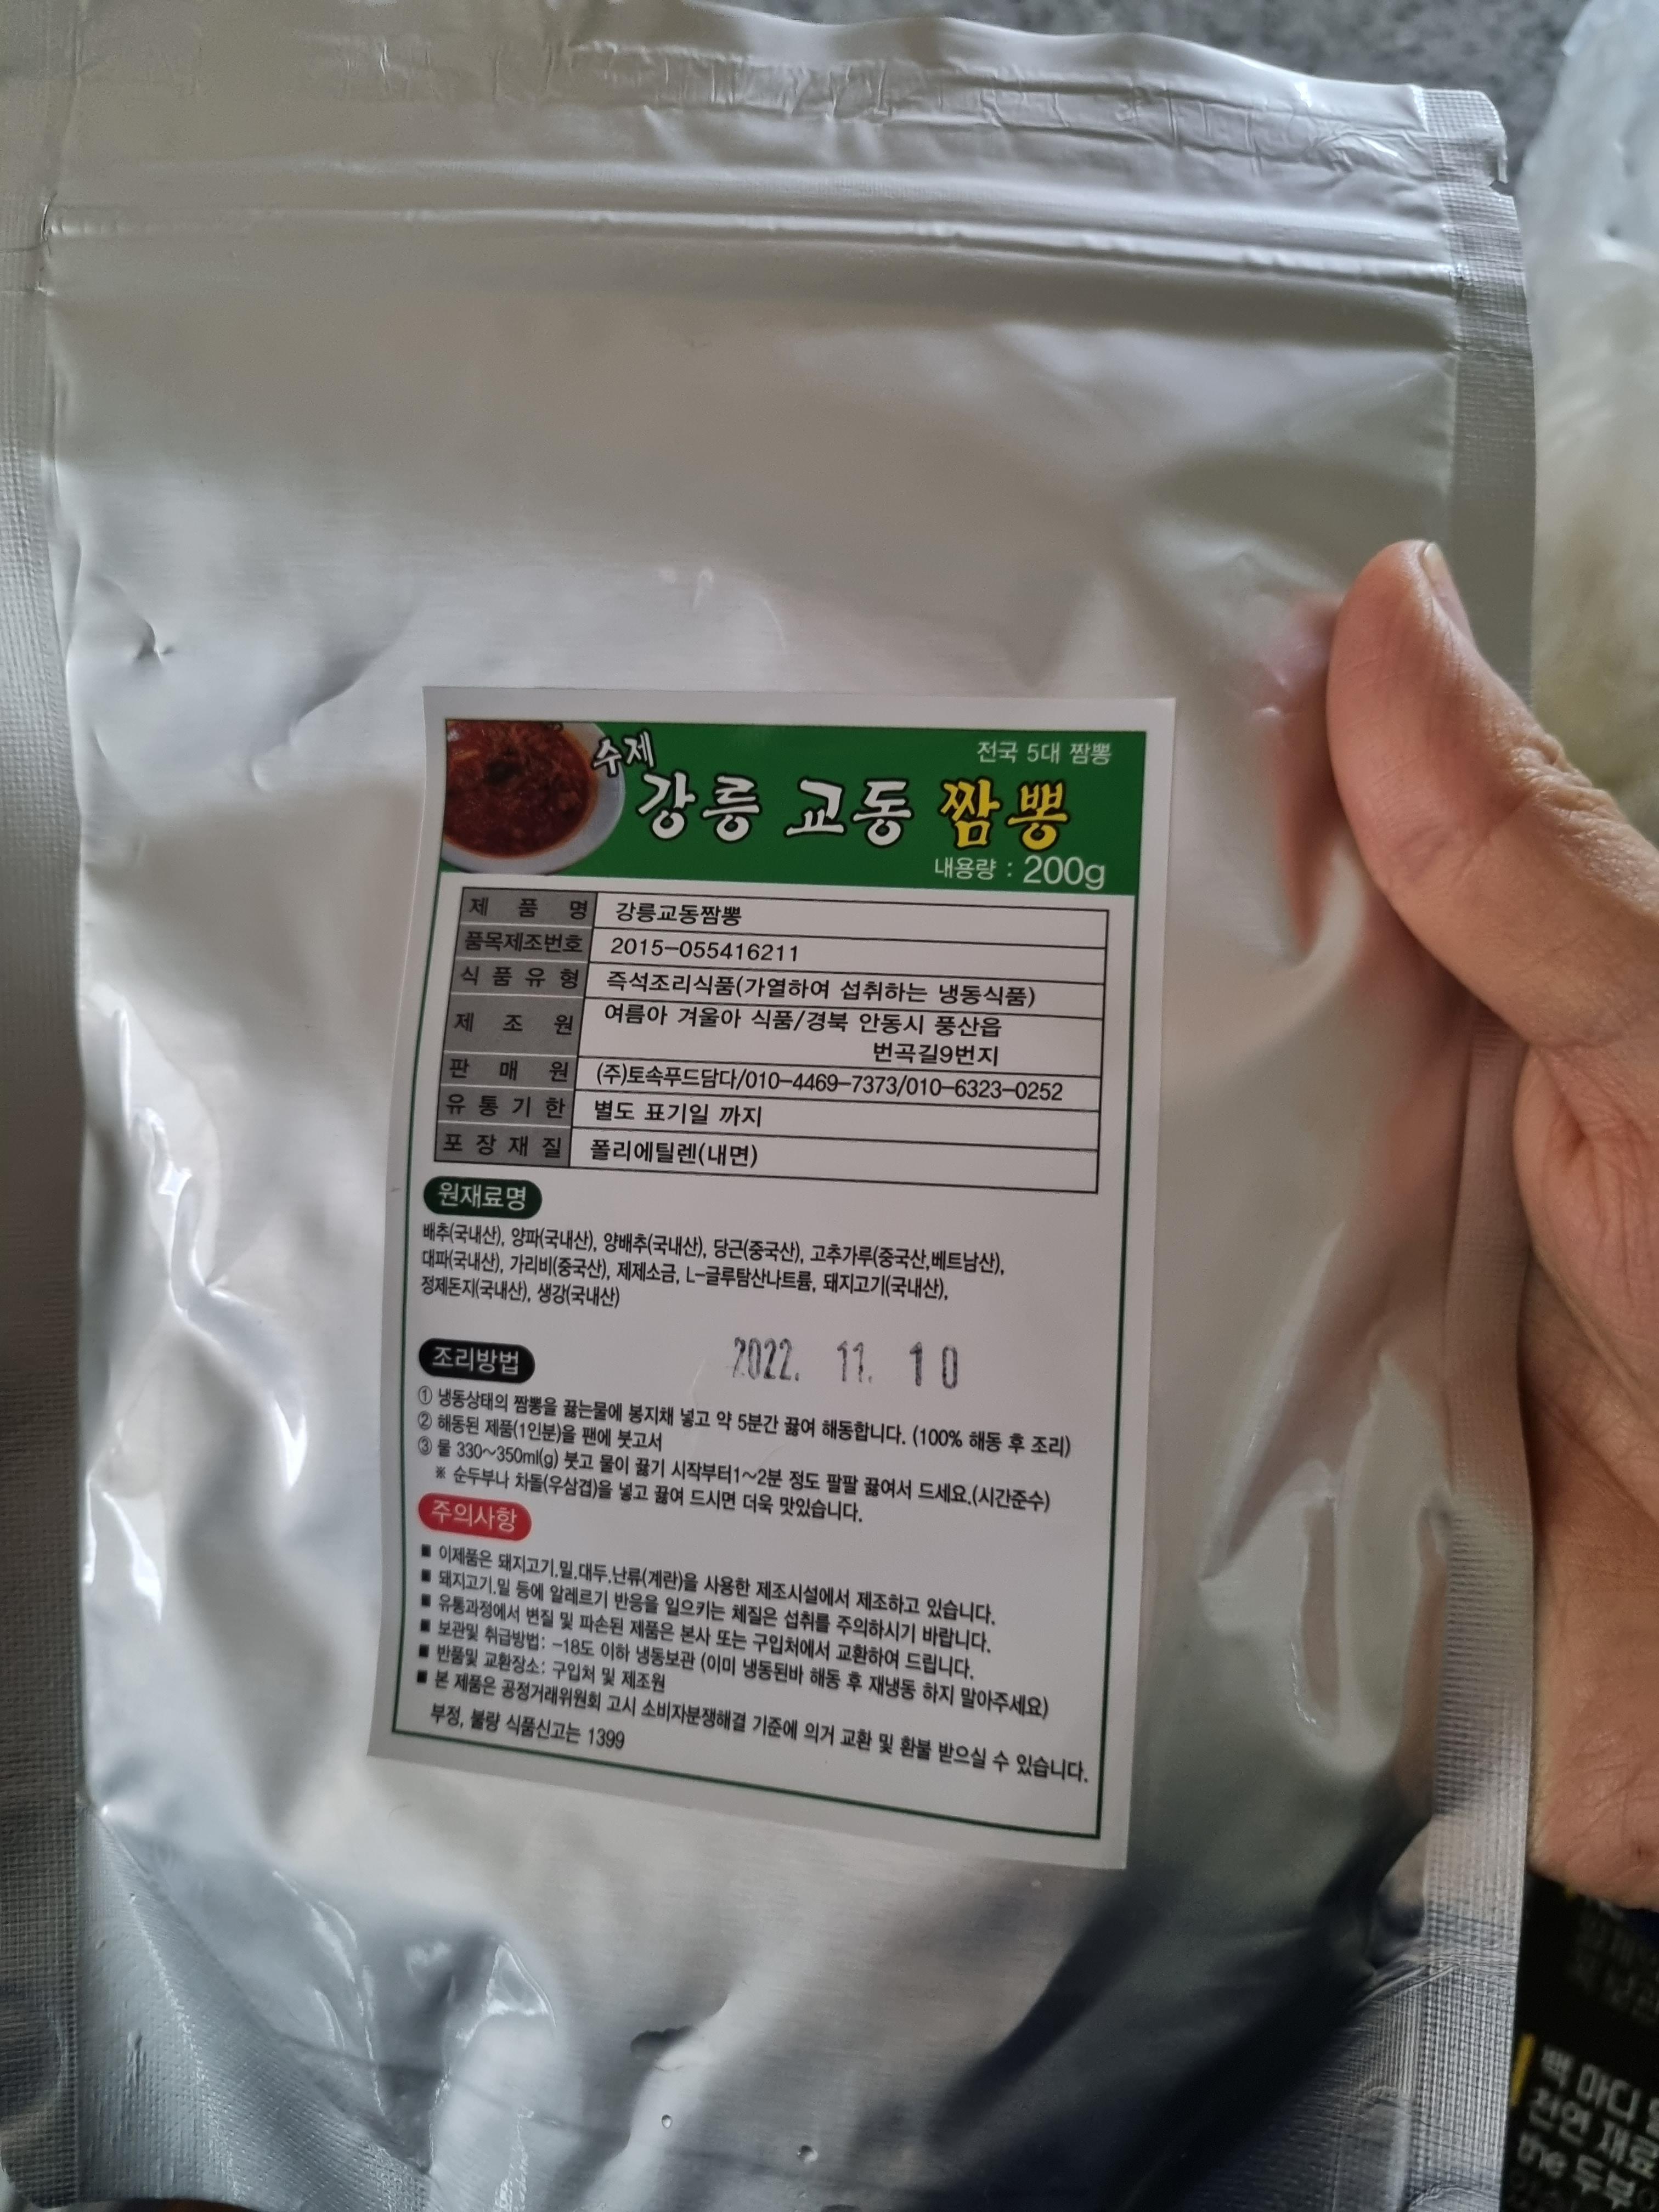 수제
전국 5대 짬뽕
강릉 교동 짬뽕
내용량 : 200g
제 품 명 강릉교동짬뽕
품목제조번호 2015-055416211
식 품 유 형 즉석조리식품(가열하여 섭취하는 냉동식품)
제 조 원 여름아 겨울아 식품/경북 안동시 풍산읍
번곡길9번지
판 매 원 (주)토속푸드담다/010-4469-7373/010-6323-0252
유 통 기 한 별도 표기일 까지
포 장 재 질 폴리에틸렌(내면)
원재료명
배추(국내산), 양파(국내산), 양배추(국내산), 당근(중국산), 고추가루(중국산,베트남산),
대파(국내산), 가리비(중국산), 제제소금, L-글루탐산나트륨, 돼지고기(국내산),
정제돈지(국내산), 생강(국내산)
2022. 11. 10
조리방법
① 냉동상태의 짬뽕을 끓는물에 봉지채 넣고 약 5분간 끓여 해동합니다. (100% 해동 후 조리)
② 해동된 제품(1인분)을 팬에 붓고서
③ 물 330~350ml(g) 붓고 물이 끓기 시작부터1~2분 정도 팔팔 끓여서 드세요.(시간준수)
※ 순두부나 차돌(우삼겹)을 넣고 끓여 드시면 더욱 맛있습니다.
주의사항
■ 이제품은 돼지고기.밀.대두.난류(계란)을 사용한 제조시설에서 제조하고 있습니다.
■ 돼지고기.밀 등에 알레르기 반응을 일으키는 체질은 섭취를 주의하시기 바랍니다.
■ 유통과정에서 변질 및 파손된 제품은 본사 또는 구입처에서 교환하여 드립니다.
■ 보관및 취급방법: -18도 이하 냉동보관 (이미 냉동된바 해동 후 재냉동 하지 말아주세요)
■ 반품및 교환장소: 구입처 및 제조원
■ 본 제품은 공정거래위원회 고시 소비자분쟁해결 기준에 의거 교환 및 환불 받으실 수 있습니다.
부정, 불량 식품신고는 1399
백 마디
천연 재료
the 두부